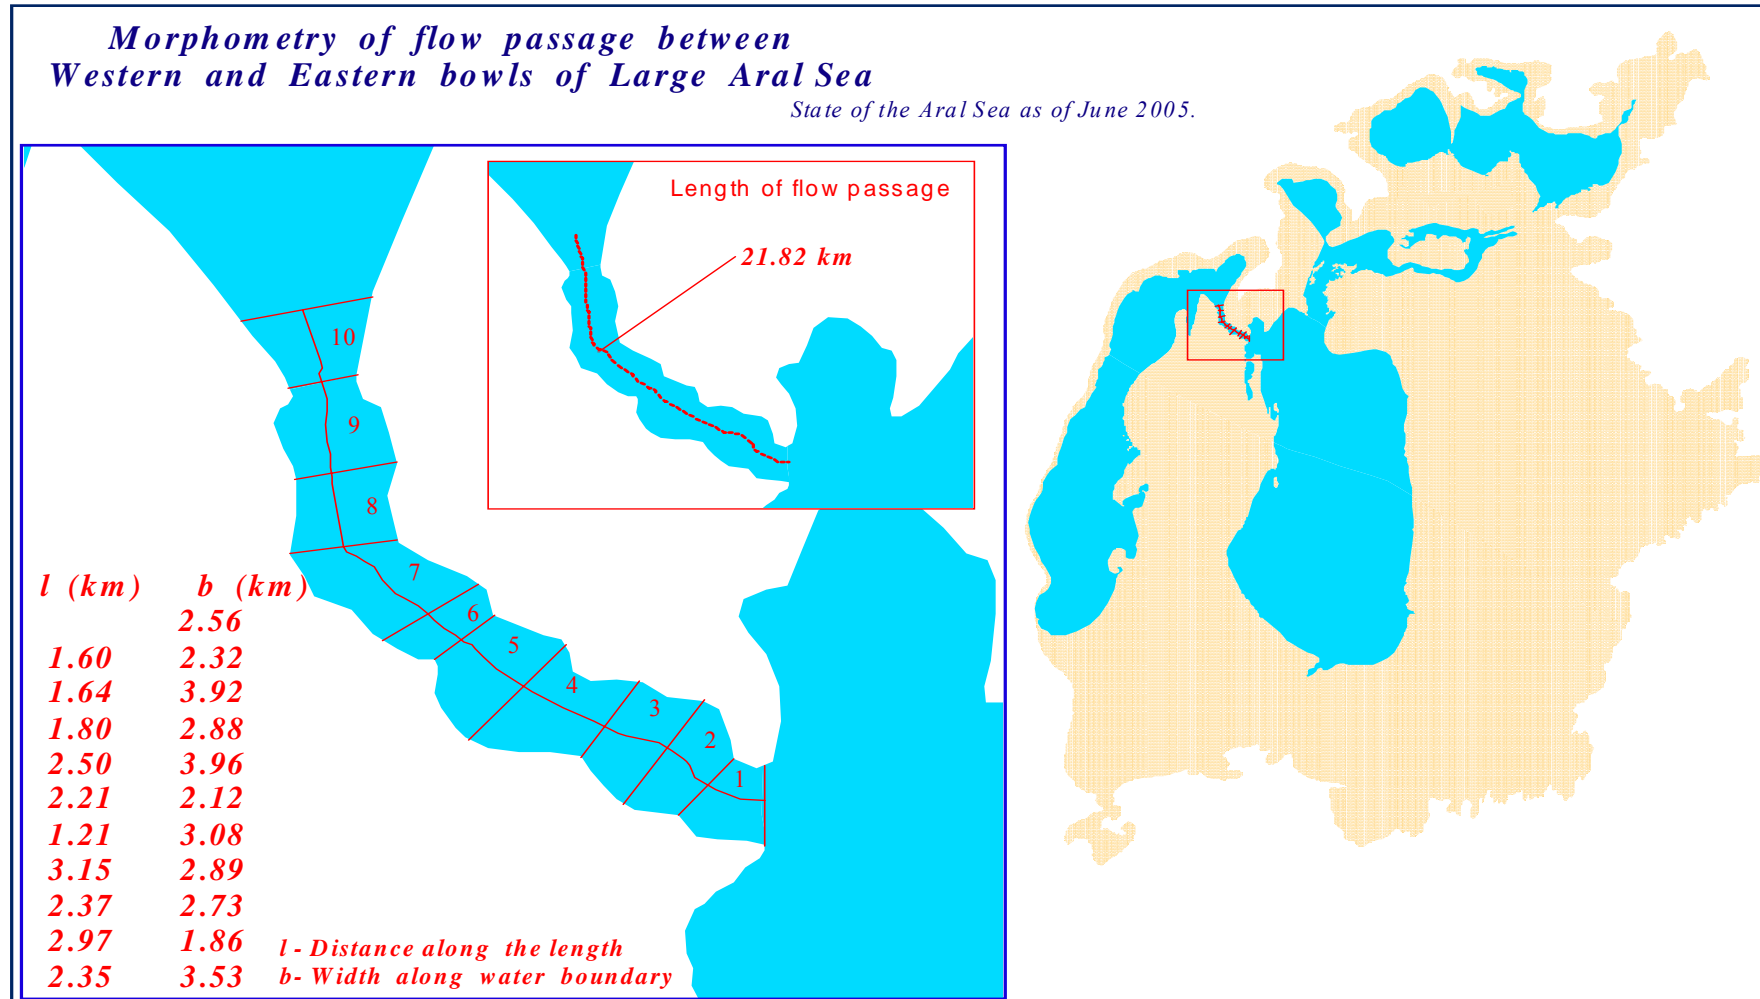 Morphometry of flow passage between
Western and Eastern bowls of Large Aral Sea
State of the Aral Sea as of June 2005.
Length of flow passage
21.82 km
10
9
8
7
6
5
4
3
2
1
l (km) b (km)
2.56
1.60 2.32
1.64 3.92
1.80 2.88
2.50 3.96
2.21 2.12
1.21 3.08
3.15 2.89
2.37 2.73
2.97 1.86
2.35 3.53
l - Distance along the length
b- Width along water boundary